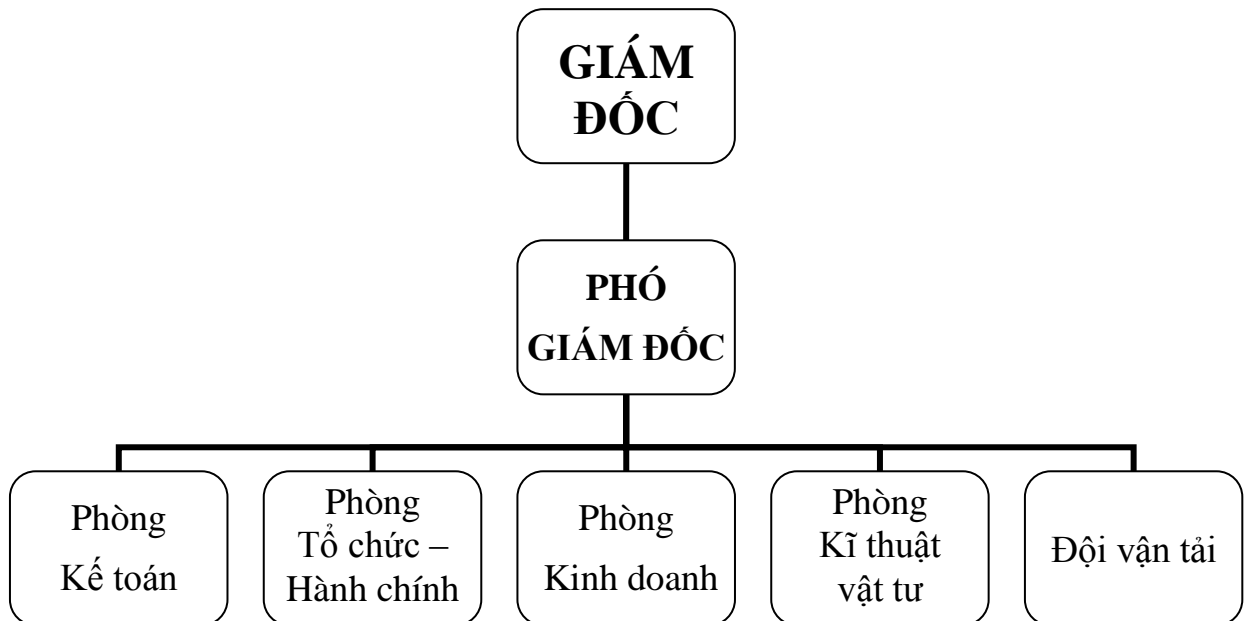 GIÁM
ĐỐC
PHÓ
GIÁM ĐỐC
Phòng
Kế toán
Phòng
Tổ chức –
Hành chính
Phòng
Kinh doanh
Phòng
Kĩ thuật
vật tư
Đội vận tải